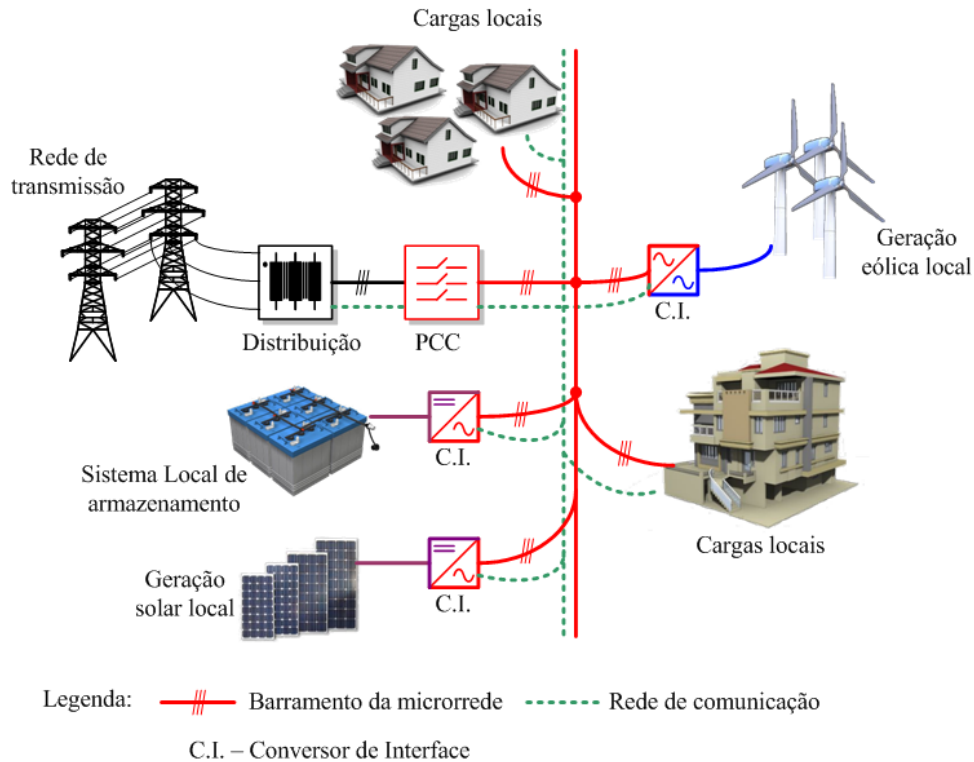 Cargas locais
Rede de
transmissão
Geração
eólica local
C.I.
Distribuição
PCC
Sistema Local de
armazenamento
C.I.
Cargas locais
Geração
solar local
C.I.
Legenda:
Barramento da microrrede
Rede de comunicação
C.I. – Conversor de Interface